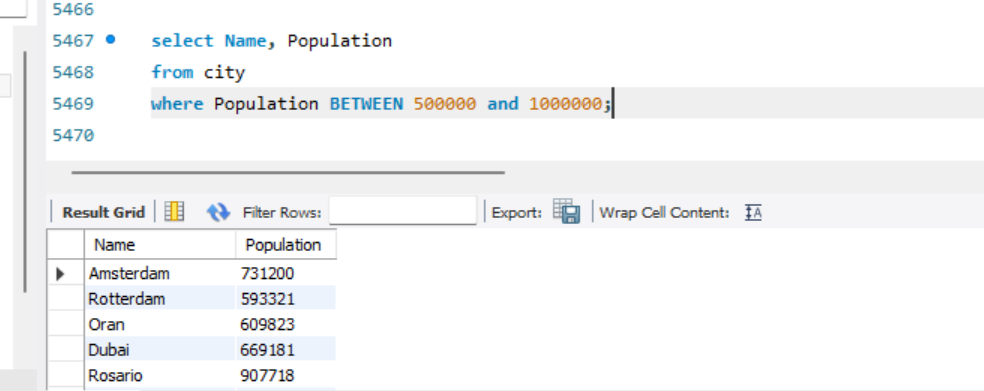 5466
5467 select Name, Population
5468 from city
5469 where Population BETWEEN 500000 and 1000000;
5470
Result Grid Filter Rows: Export: Wrap Cell Content: IA
Name Population
Amsterdam 731200
Rotterdam 593321
Oran 609823
Dubai 669181
Rosario 907718